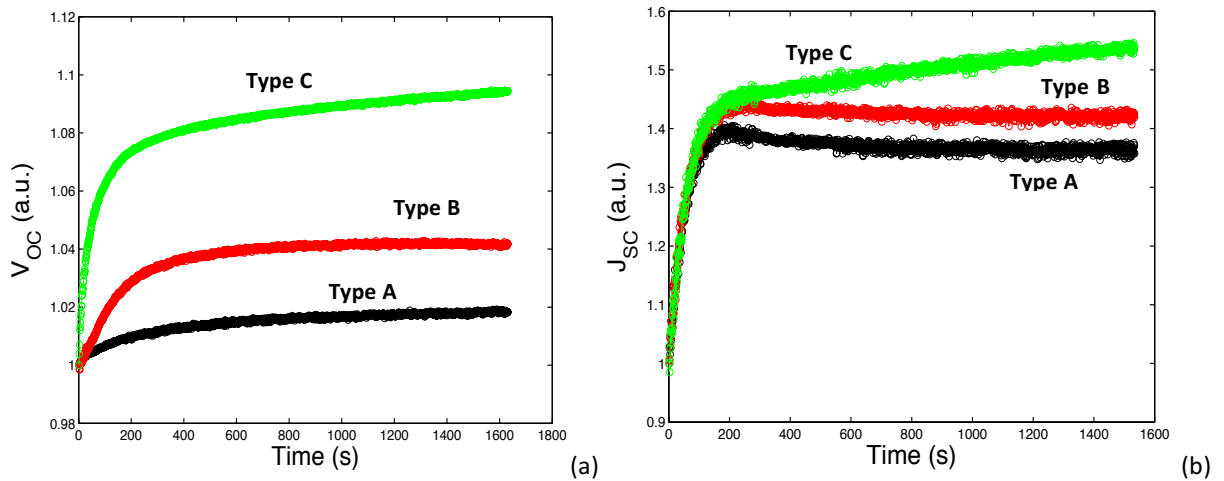 1.12
1.1
1.08
1.06
1.04
1.02
1
0.98
V_OC (a.u.)
Type C
Type B
Type A
0 200 400 600 800 1000 1200 1400 1600 1800
Time (s)
(a)
1.6
1.5
1.4
1.3
1.2
1.1
1
0.9
J_SC (a.u.)
Type C
Type B
Type A
0 200 400 600 800 1000 1200 1400 1600
Time (s)
(b)